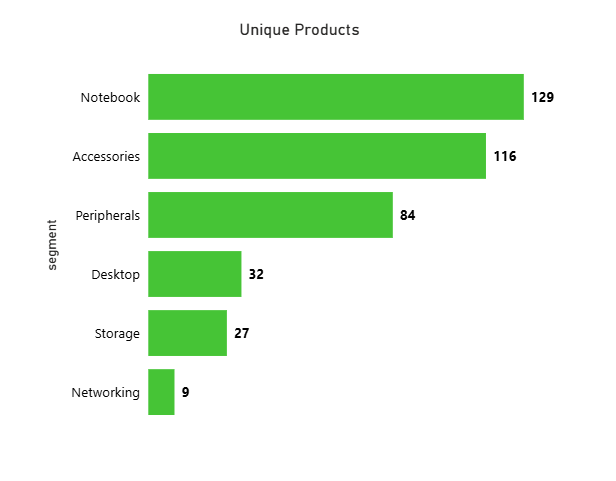 Unique Products
segment
Notebook 129
Accessories 116
Peripherals 84
Desktop 32
Storage 27
Networking 9